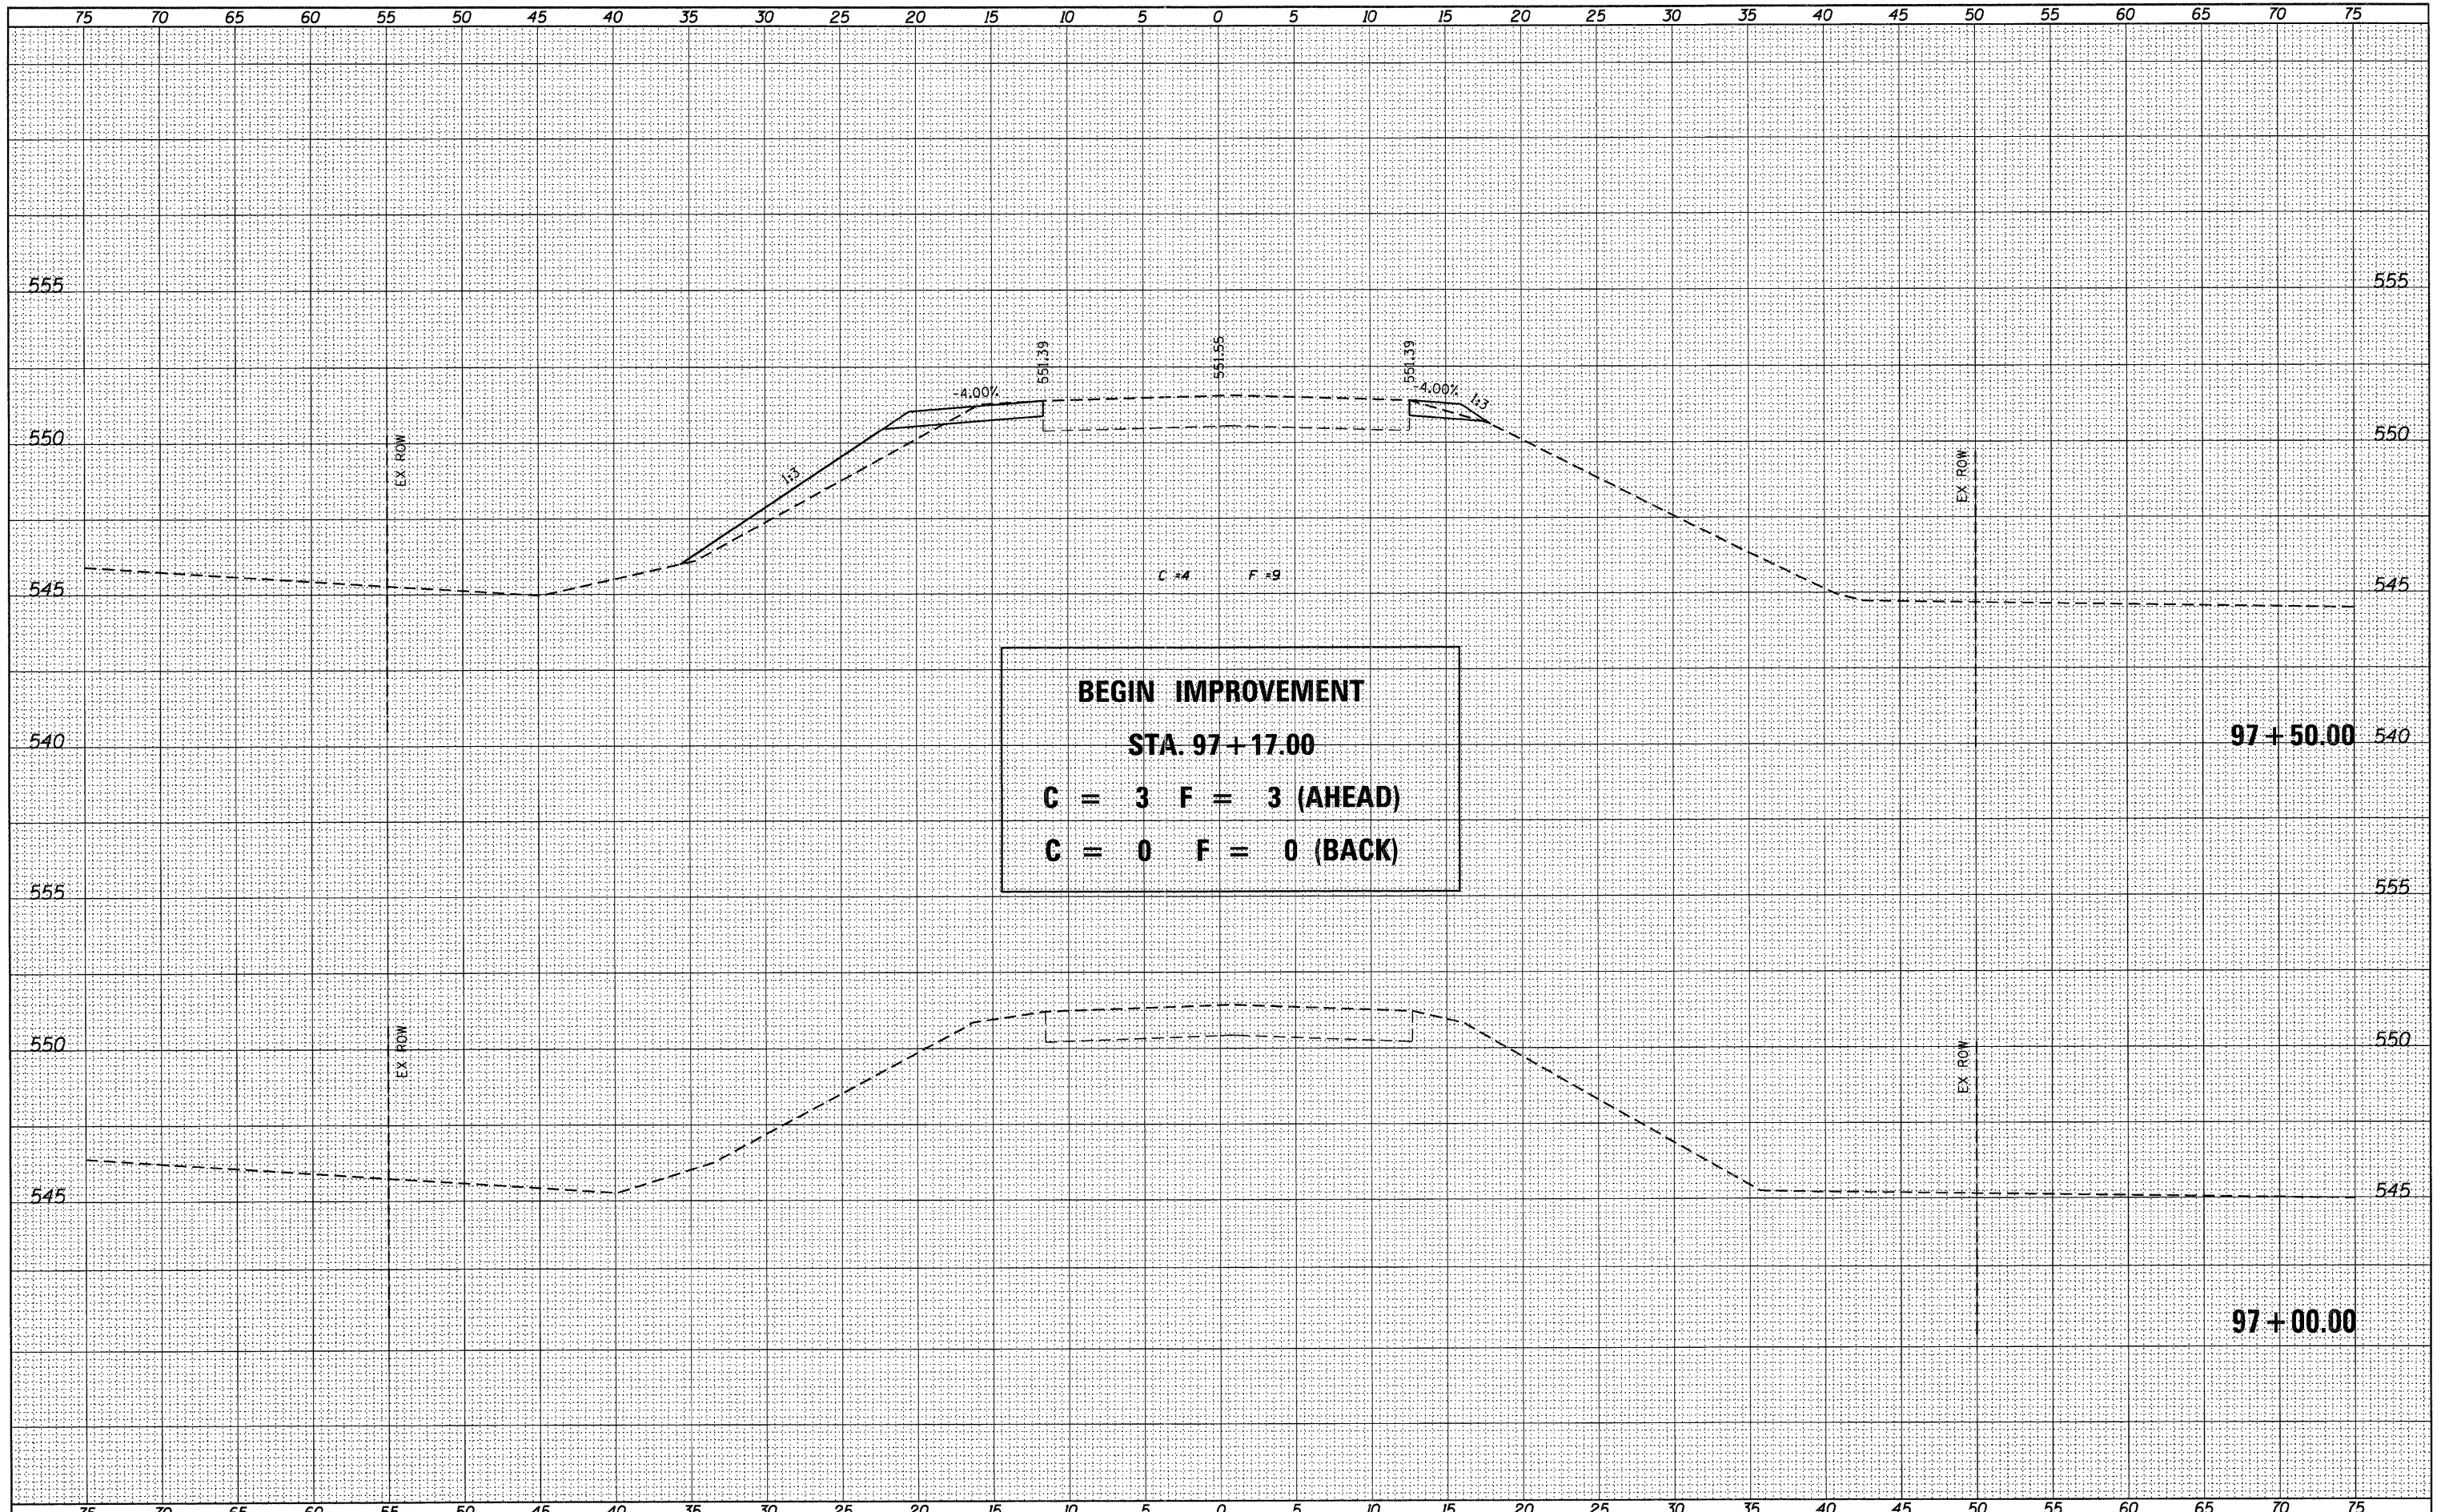 75 70 65 60 55 50 45 40 35 30 25 20 15 10 5 0 5 10 15 20 25 30 35 40 45 50 55 60 65 70 75
555 555
551.39 551.55 551.39
-4.00% -4.00% 1:3
550 EX ROW EX ROW 550
1:3
C =4 F =9
545 545
BEGIN IMPROVEMENT
540 STA. 97+17.00 97+50.00 540
C = 3 F = 3 (AHEAD)
C = 0 F = 0 (BACK)
555 555
550 EX ROW EX ROW 550
545 545
97+00.00
75 70 65 60 55 50 45 40 35 30 25 20 15 10 5 0 5 10 15 20 25 30 35 40 45 50 55 60 65 70 75